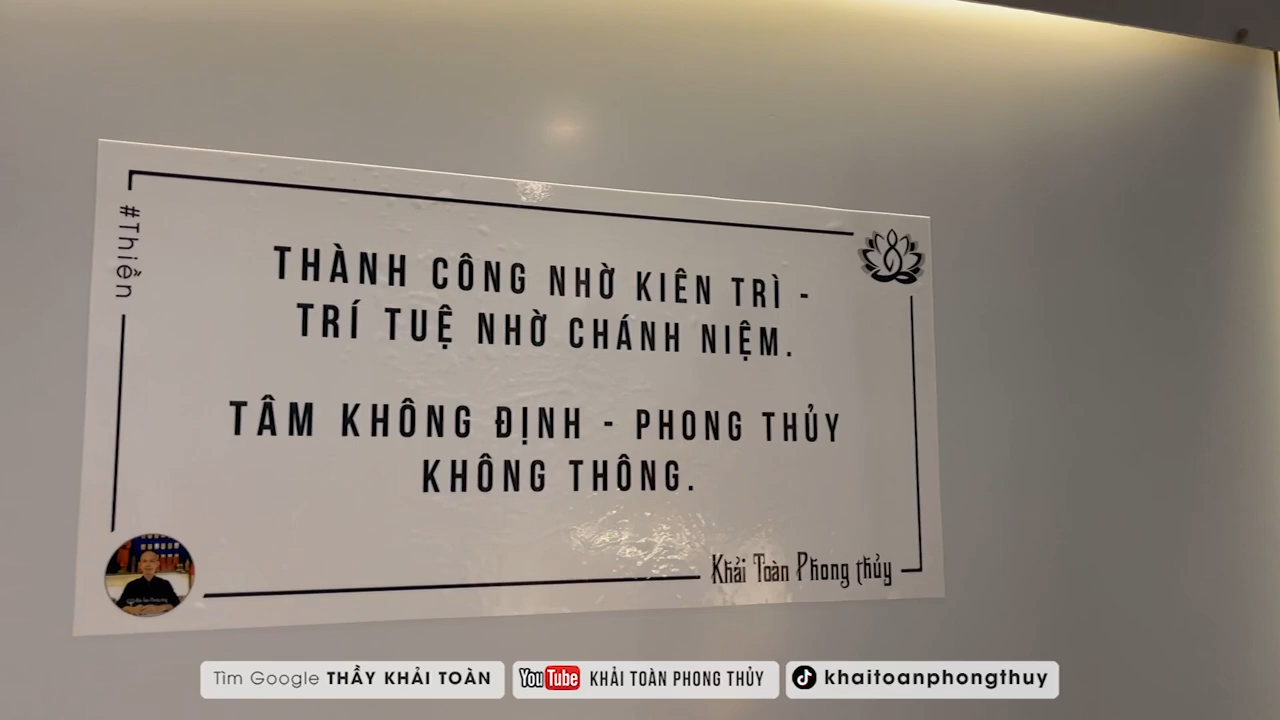 #Thiền
THÀNH CÔNG NHỜ KIÊN TRÌ -
TRÍ TUỆ NHỜ CHÁNH NIỆM.
TÂM KHÔNG ĐỊNH - PHONG THỦY
KHÔNG THÔNG.
Khải Toàn Phong thủy
Tìm Google THẦY KHẢI TOÀN
YouTube KHẢI TOÀN PHONG THỦY
khaitoanphongthuy